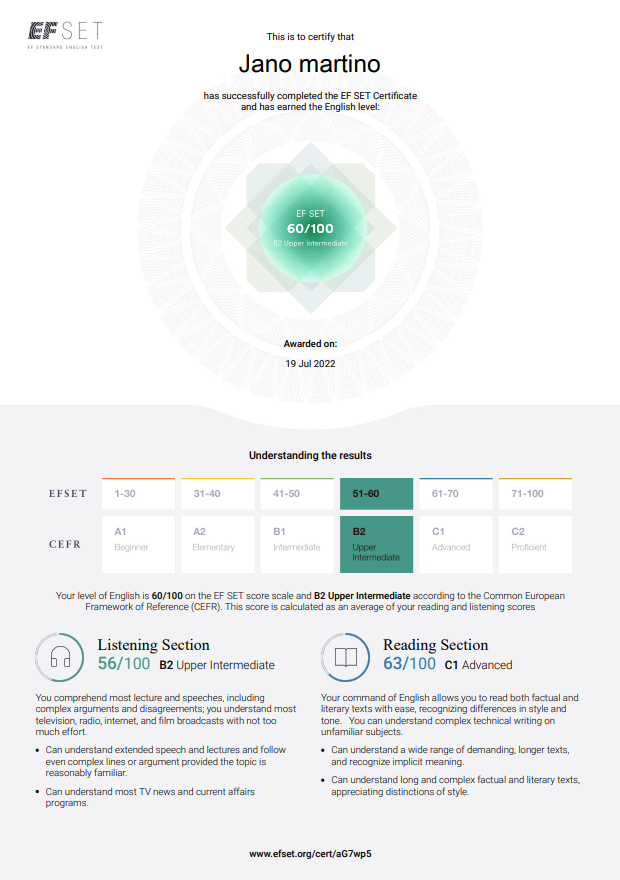 EFSET
EF STANDARD ENGLISH TEST
This is to certify that
Jano martino
has successfully completed the EF SET Certificate
and has earned the English level:
EF SET
60/100
B2 Upper Intermediate
Awarded on:
19 Jul 2022
Understanding the results
EFSET 1-30 31-40 41-50 51-60 61-70 71-100
CEFR
A1 Beginner
A2 Elementary
B1 Intermediate
B2 Upper
Intermediate
C1 Advanced
C2 Proficient
Your level of English is 60/100 on the EF SET score scale and B2 Upper Intermediate according to the Common European
Framework of Reference (CEFR). This score is calculated as an average of your reading and listening scores
Listening Section
56/100 B2 Upper Intermediate
You comprehend most lecture and speeches, including
complex arguments and disagreements; you understand most
television, radio, internet, and film broadcasts with not too
much effort.
• Can understand extended speech and lectures and follow
even complex lines or argument provided the topic is
reasonably familiar.
• Can understand most TV news and current affairs
programs.
Reading Section
63/100 C1 Advanced
Your command of English allows you to read both factual and
literary texts with ease, recognizing differences in style and
tone. You can understand complex technical writing on
unfamiliar subjects.
• Can understand a wide range of demanding, longer texts,
and recognize implicit meaning.
• Can understand long and complex factual and literary texts,
appreciating distinctions of style.
www.efset.org/cert/aG7wp5